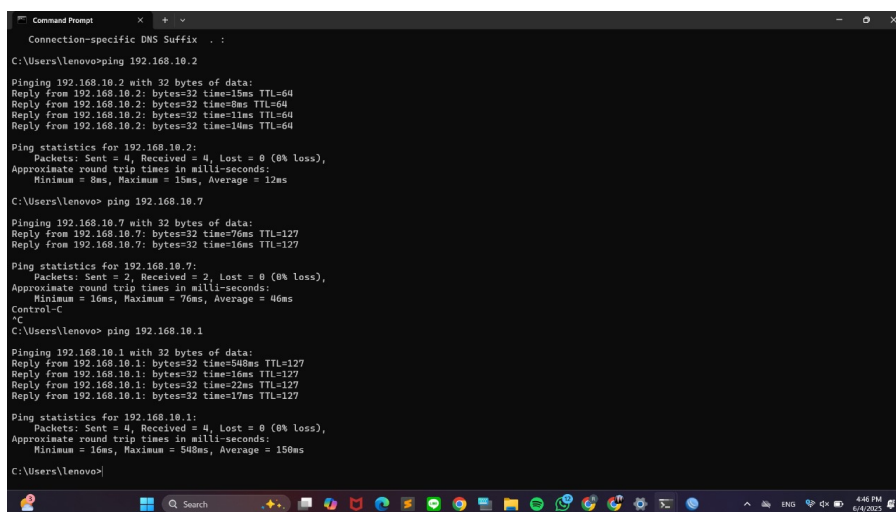 Command Prompt
Connection-specific DNS Suffix  . :
C:\Users\lenovo>ping 192.168.10.2
Pinging 192.168.10.2 with 32 bytes of data:
Reply from 192.168.10.2: bytes=32 time=15ms TTL=64
Reply from 192.168.10.2: bytes=32 time=8ms TTL=64
Reply from 192.168.10.2: bytes=32 time=11ms TTL=64
Reply from 192.168.10.2: bytes=32 time=14ms TTL=64
Ping statistics for 192.168.10.2:
Packets: Sent = 4, Received = 4, Lost = 0 (0% loss),
Approximate round trip times in milli-seconds:
Minimum = 8ms, Maximum = 15ms, Average = 12ms
C:\Users\lenovo> ping 192.168.10.7
Pinging 192.168.10.7 with 32 bytes of data:
Reply from 192.168.10.7: bytes=32 time=76ms TTL=127
Reply from 192.168.10.7: bytes=32 time=16ms TTL=127
Ping statistics for 192.168.10.7:
Packets: Sent = 2, Received = 2, Lost = 0 (0% loss),
Approximate round trip times in milli-seconds:
Minimum = 16ms, Maximum = 76ms, Average = 46ms
Control-C
^C
C:\Users\lenovo> ping 192.168.10.1
Pinging 192.168.10.1 with 32 bytes of data:
Reply from 192.168.10.1: bytes=32 time=548ms TTL=127
Reply from 192.168.10.1: bytes=32 time=16ms TTL=127
Reply from 192.168.10.1: bytes=32 time=22ms TTL=127
Reply from 192.168.10.1: bytes=32 time=17ms TTL=127
Ping statistics for 192.168.10.1:
Packets: Sent = 4, Received = 4, Lost = 0 (0% loss),
Approximate round trip times in milli-seconds:
Minimum = 16ms, Maximum = 548ms, Average = 150ms
C:\Users\lenovo>
Search
ENG
4:46 PM
6/4/2025